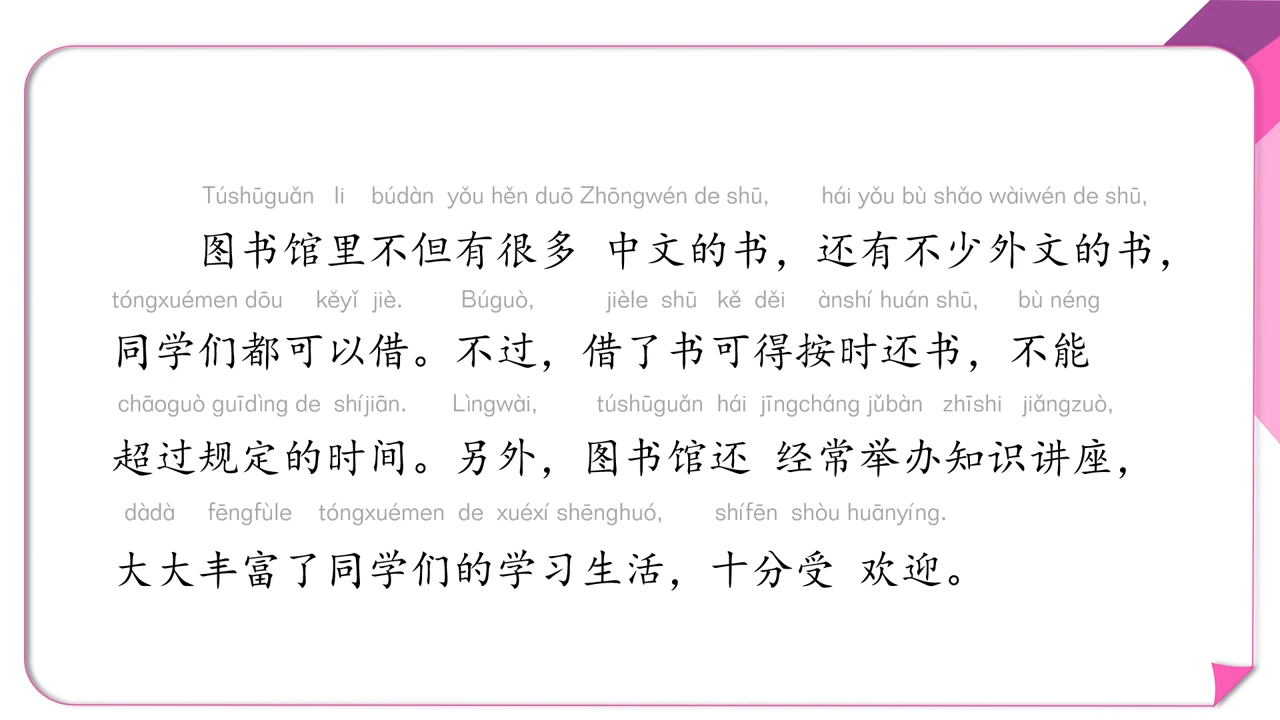 Túshūguǎn li búdàn yǒu hěn duō Zhōngwén de shū, hái yǒu bù shǎo wàiwén de shū,
图书馆里不但有很多 中文的书，还有不少外文的书，
tóngxuémen dōu kěyǐ jiè. Búguò, jièle shū kě děi ànshí huán shū, bù néng
同学们都可以借。不过，借了书可得按时还书，不能
chāoguò guīdìng de shíjiān. Lìngwài, túshūguǎn hái jīngcháng jǔbàn zhīshi jiǎngzuò,
超过规定的时间。另外，图书馆还 经常举办知识讲座，
dàdà fēngfùle tóngxuémen de xuéxí shēnghuó, shífēn shòu huānyíng.
大大丰富了同学们的学习生活，十分受 欢迎。